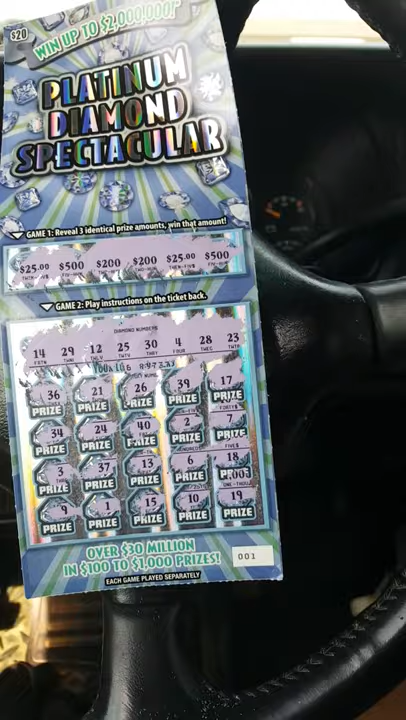 $20
WIN UP TO $2,000,000!
PLATINUM
DIAMOND
SPECTACULAR
GAME 1: Reveal 3 identical prize amounts, win that amount!
$25.00 $500 $200 $200 $25.00 $500
GAME 2: Play instructions on the ticket back.
DIAMOND NUMBERS
14 29 12 25 30 4 28 23
36 21 26 39 17
PRIZE PRIZE PRIZE PRIZE PRIZE
34 24 40 2 7
PRIZE PRIZE PRIZE PRIZE PRIZE
3 37 13 6 18
PRIZE PRIZE PRIZE PRIZE
9 1 15 10 19
PRIZE PRIZE PRIZE PRIZE PRIZE
OVER $30 MILLION
IN $100 TO $1,000 PRIZES!
001
EACH GAME PLAYED SEPARATELY